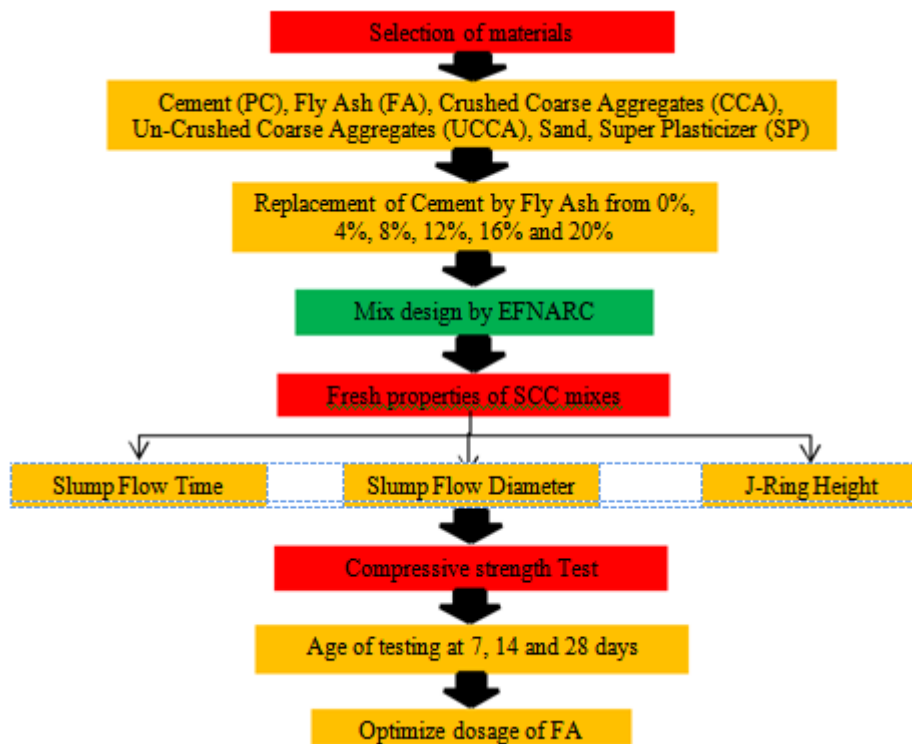 Selection of materials
Cement (PC), Fly Ash (FA), Crushed Coarse Aggregates (CCA),
Un-Crushed Coarse Aggregates (UCCA), Sand, Super Plasticizer (SP)
Replacement of Cement by Fly Ash from 0%,
4%, 8%, 12%, 16% and 20%
Mix design by EFNARC
Fresh properties of SCC mixes
Slump Flow Time
Slump Flow Diameter
J-Ring Height
Compressive strength Test
Age of testing at 7, 14 and 28 days
Optimize dosage of FA